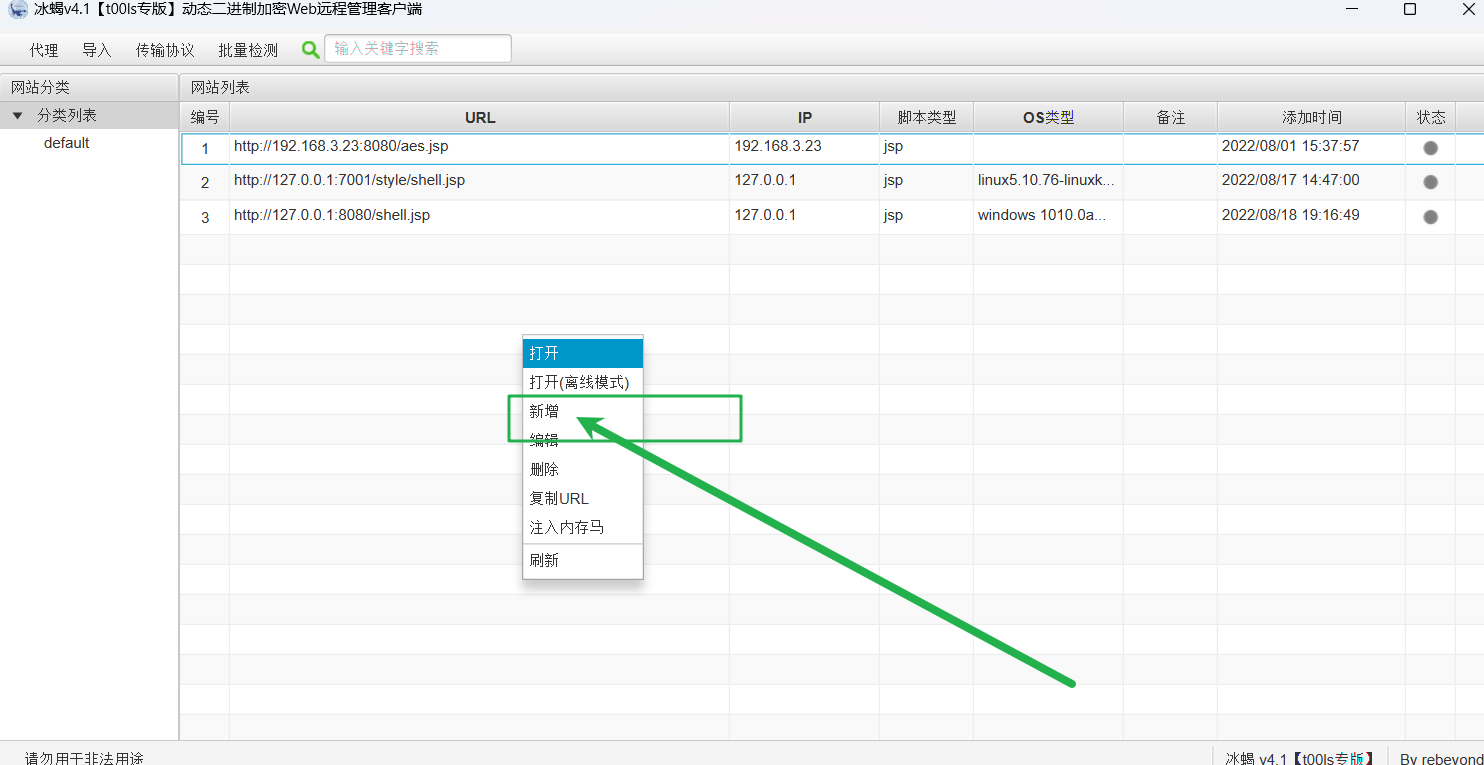 冰蝎v4.1【t00ls专版】动态二进制加密Web远程管理客户端
代理 导入 传输协议 批量检测 输入关键字搜索
网站分类 网站列表
分类列表 编号 URL IP 脚本类型 OS类型 备注 添加时间 状态
default
1 http://192.168.3.23:8080/aes.jsp 192.168.3.23 jsp 2022/08/01 15:37:57
2 http://127.0.0.1:7001/style/shell.jsp 127.0.0.1 jsp linux5.10.76-linuxk... 2022/08/17 14:47:00
3 http://127.0.0.1:8080/shell.jsp 127.0.0.1 jsp windows 1010.0a... 2022/08/18 19:16:49
打开
打开(离线模式)
新增
编辑
删除
复制URL
注入内存马
刷新
请勿用于非法用途 冰蝎 v4.1【t00ls专版】 By rebeyond